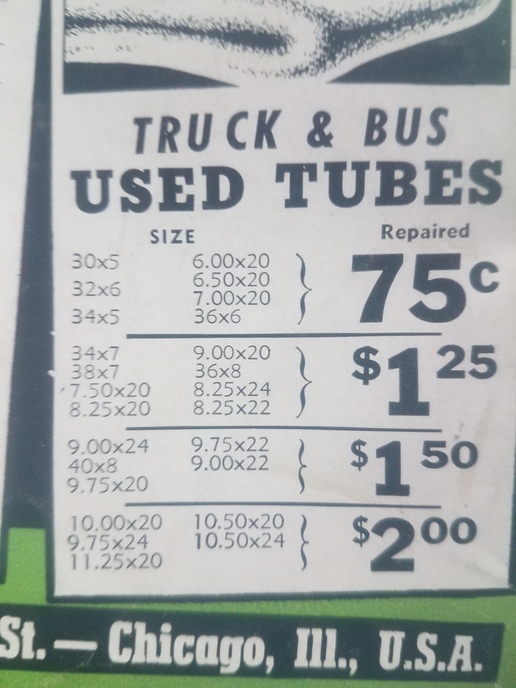 TRUCK & BUS
USED TUBES
SIZE Repaired
30x5 6.00x20
32x6 6.50x20
34x5 7.00x20
36x6
75c
34x7 9.00x20
38x7 36x8
7.50x20 8.25x24
8.25x20 8.25x22
$1 25
9.00x24 9.75x22
40x8 9.00x22
9.75x20
$1 50
10.00x20 10.50x20
9.75x24 10.50x24
11.25x20
$2 00
St. — Chicago, Ill., U.S.A.